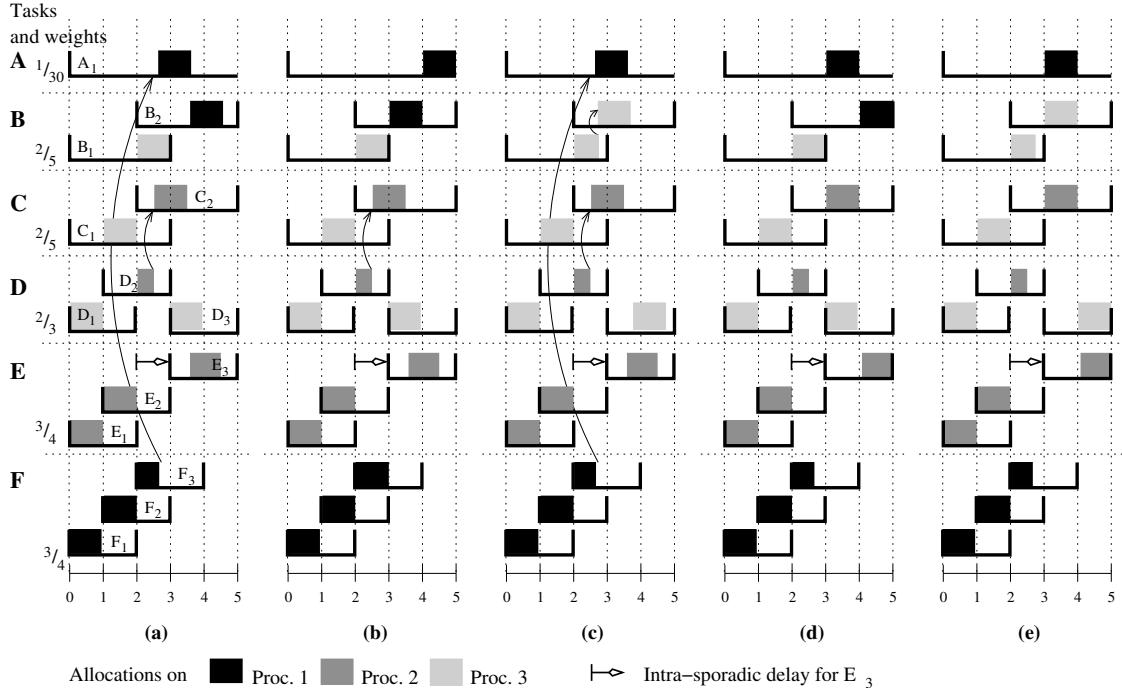 Tasks
and weights
A 1/30 A1
B B2
2/5 B1
C C2
2/5 C1
D D2
2/3 D1 D3
E E3
E2
3/4 E1
F F3
F2
3/4 F1
0 1 2 3 4 5 0 1 2 3 4 5 0 1 2 3 4 5 0 1 2 3 4 5 0 1 2 3 4 5
(a) (b) (c) (d) (e)
Allocations on Proc. 1 Proc. 2 Proc. 3 Intra-sporadic delay for E 3